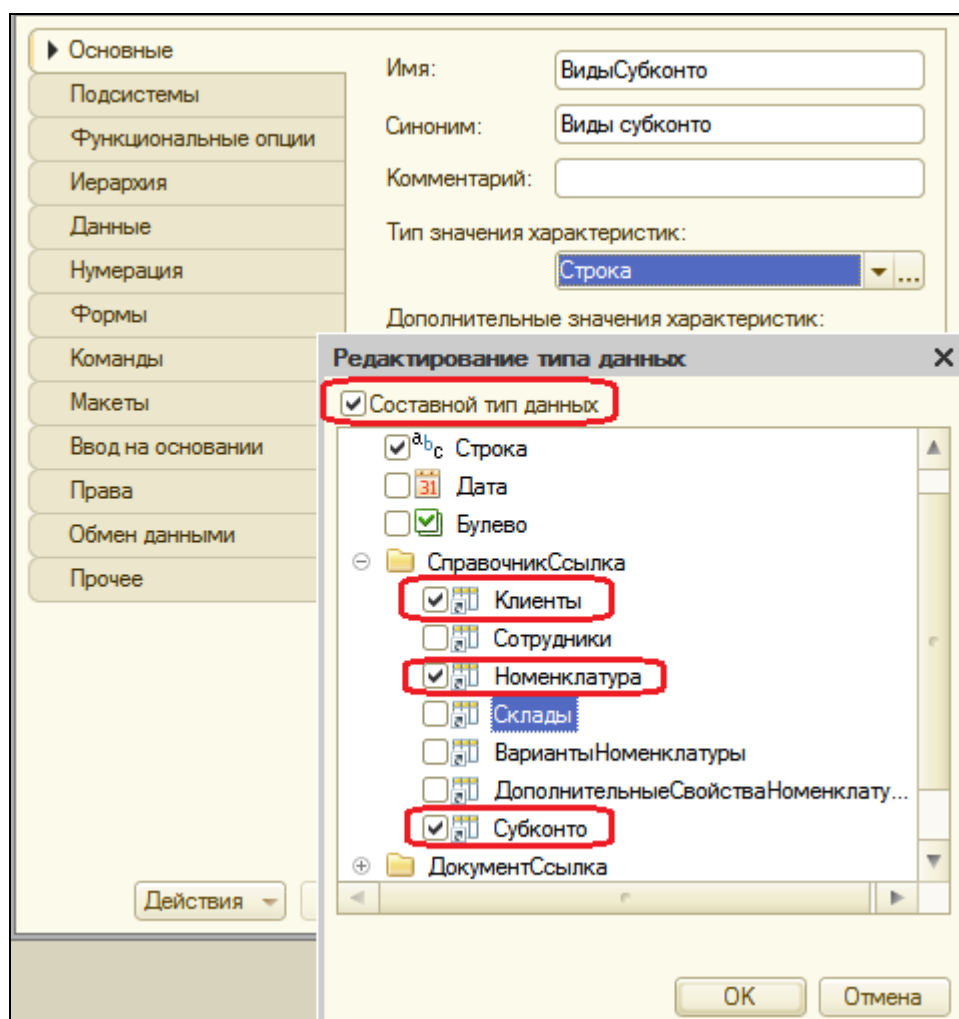 Основные
Подсистемы
Функциональные опции
Иерархия
Данные
Нумерация
Формы
Команды
Макеты
Ввод на основании
Права
Обмен данными
Прочее
Имя: ВидыСубконто
Синоним: Виды субконто
Комментарий:
Тип значения характеристик:
Строка
Дополнительные значения характеристик:
Редактирование типа данных
Составной тип данных
Строка
Дата
Булево
СправочникСсылка
Клиенты
Сотрудники
Номенклатура
Склады
ВариантыНоменклатуры
ДополнительныеСвойстваНоменклату...
Субконто
ДокументСсылка
Действия
OK Отмена